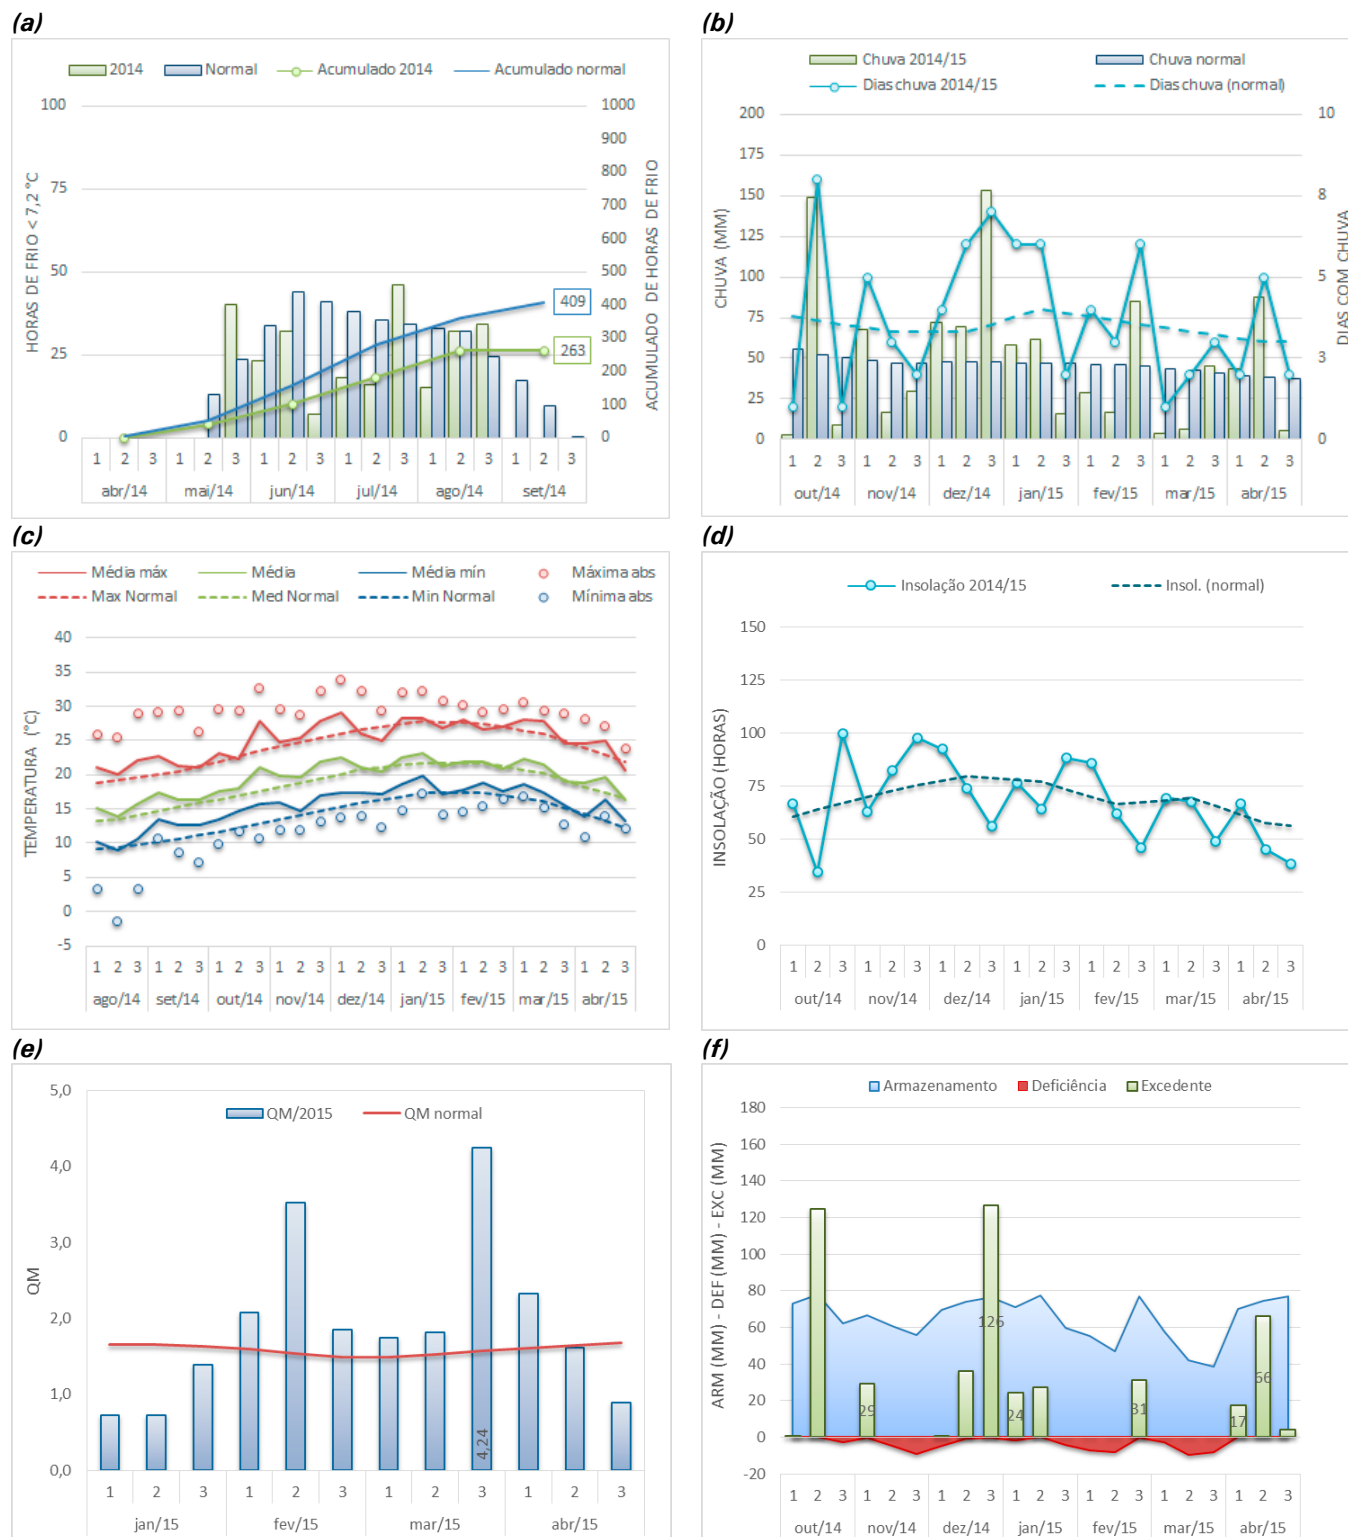 (a)
2014 Normal Acumulado 2014 Acumulado normal
HORAS DE FRIO < 7,2 °C
100
75
50
25
0
ACUMULADO DE HORAS DE FRIO
1000
900
800
700
600
500
400
300
200
100
0
409
263
1 2 3 1 2 3 1 2 3 1 2 3 1 2 3 1 2 3
abr/14 mai/14 jun/14 jul/14 ago/14 set/14
(b)
Chuva 2014/15 Chuva normal
Dias chuva 2014/15 Dias chuva (normal)
CHUVA (MM)
200
175
150
125
100
75
50
25
0
DIAS COM CHUVA
10
8
5
3
0
1 2 3 1 2 3 1 2 3 1 2 3 1 2 3 1 2 3 1 2 3
out/14 nov/14 dez/14 jan/15 fev/15 mar/15 abr/15
(c)
Média máx Média Média mín Máxima abs
Max Normal Med Normal Min Normal Mínima abs
TEMPERATURA (°C)
40
35
30
25
20
15
10
5
0
-5
1 2 3 1 2 3 1 2 3 1 2 3 1 2 3 1 2 3 1 2 3 1 2 3 1 2 3
ago/14 set/14 out/14 nov/14 dez/14 jan/15 fev/15 mar/15 abr/15
(d)
Insolação 2014/15 Insol. (normal)
INSOLAÇÃO (HORAS)
150
125
100
75
50
25
0
1 2 3 1 2 3 1 2 3 1 2 3 1 2 3 1 2 3 1 2 3
out/14 nov/14 dez/14 jan/15 fev/15 mar/15 abr/15
(e)
QM/2015 QM normal
QM
5,0
4,0
3,0
2,0
1,0
0,0
4,24
1 2 3 1 2 3 1 2 3 1 2 3
jan/15 fev/15 mar/15 abr/15
(f)
Armazenamento Deficiência Excedente
ARM (MM) - DEF (MM) - EXC (MM)
180
160
140
120
100
80
60
40
20
0
-20
29
126
24
31
17
66
1 2 3 1 2 3 1 2 3 1 2 3 1 2 3 1 2 3 1 2 3
out/14 nov/14 dez/14 jan/15 fev/15 mar/15 abr/15